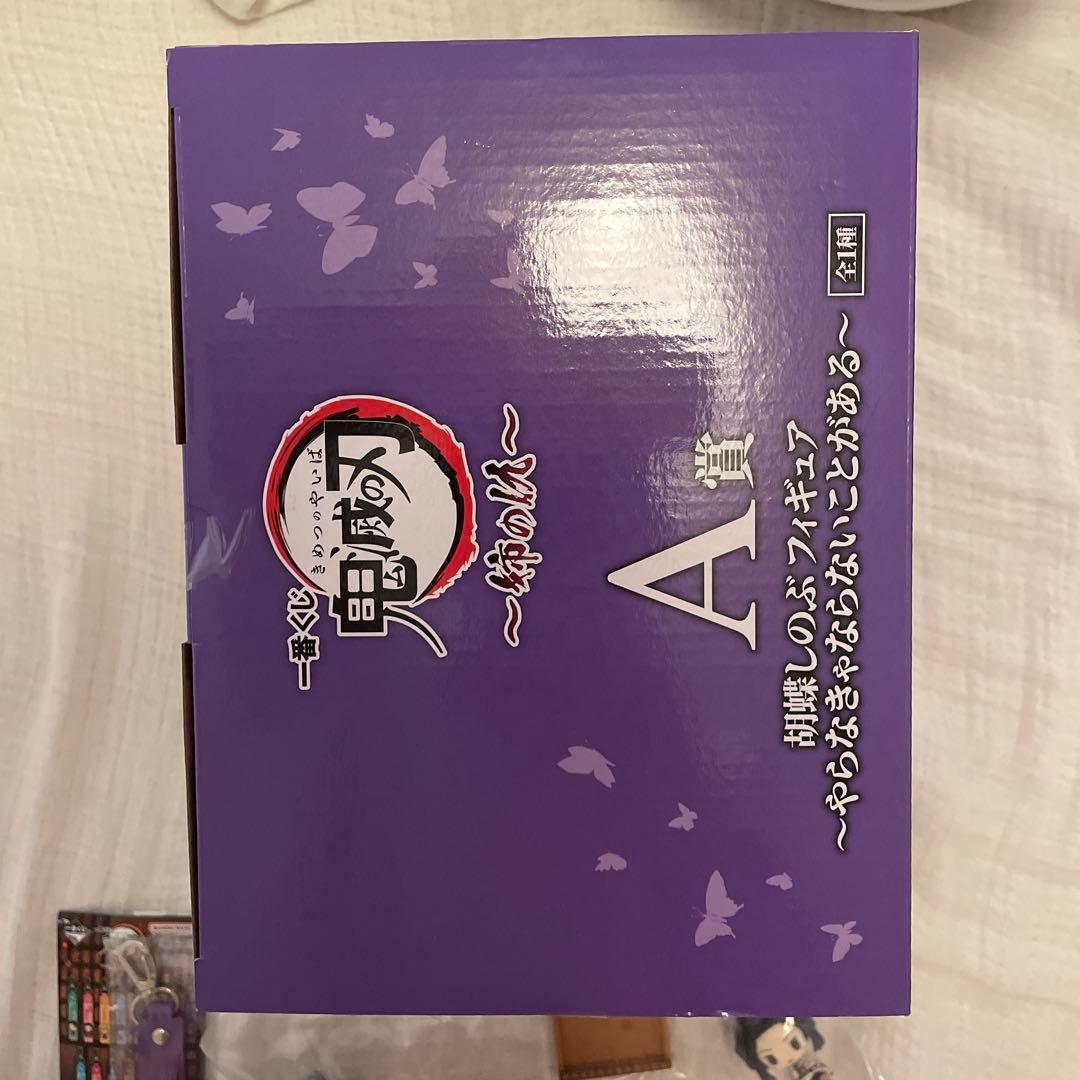 一番くじ
きめつのやいば
鬼滅の刃
～姉の仇～
A賞
胡蝶しのぶ フィギュア
～やらなきゃならないことがある～
全1種